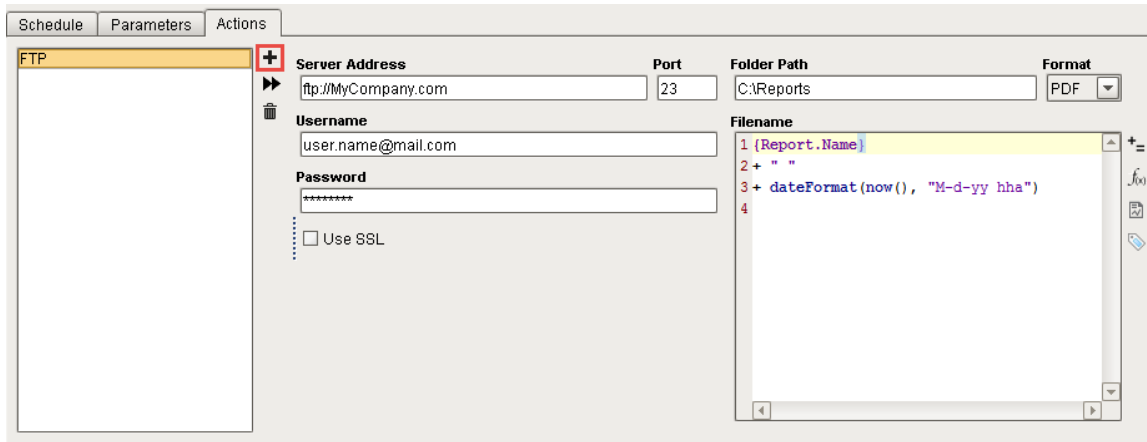 Schedule Parameters Actions
FTP
Server Address Port Folder Path Format
ftp://MyCompany.com 23 C:\Reports PDF
Username Filename
user.name@mail.com
Password
********
Use SSL
1 {Report.Name}
2 + " "
3 + dateFormat(now(), "M-d-yy hha")
4
f(x)